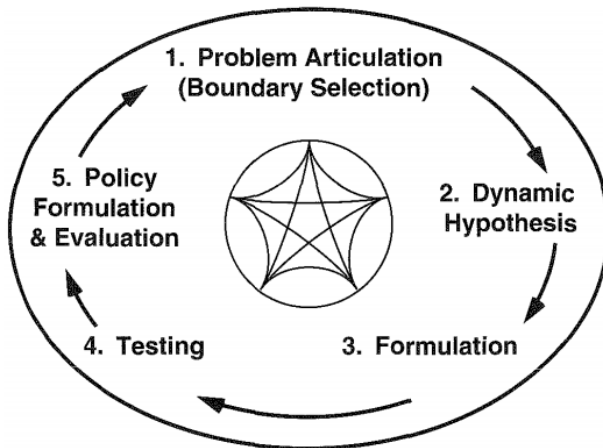 1. Problem Articulation
(Boundary Selection)
2. Dynamic
Hypothesis
3. Formulation
4. Testing
5. Policy
Formulation
& Evaluation